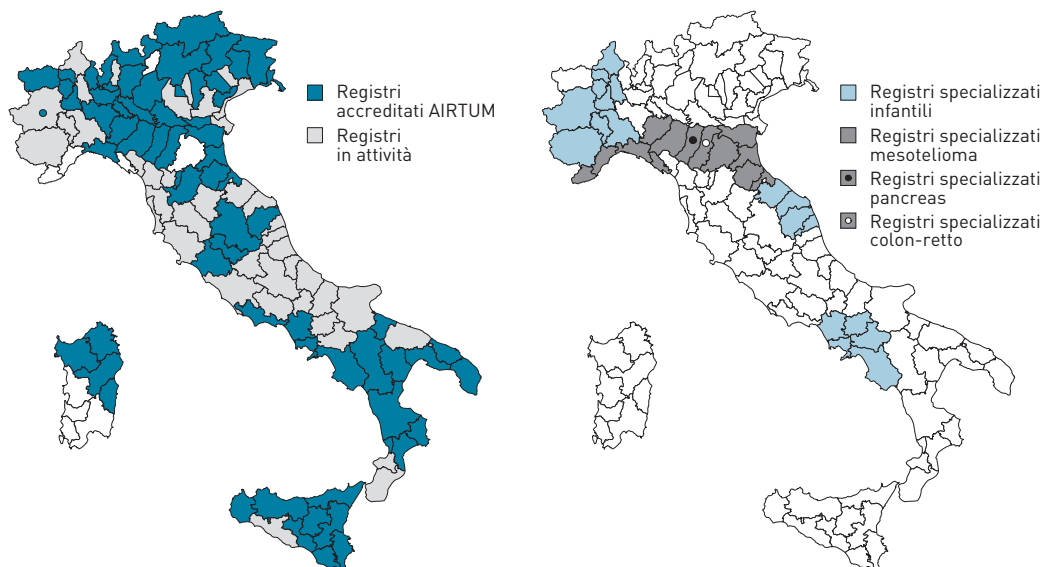 Registri
accreditati AIRTUM
Registri
in attività
Registri specializzati
infantili
Registri specializzati
mesotelioma
Registri specializzati
pancreas
Registri specializzati
colon-retto